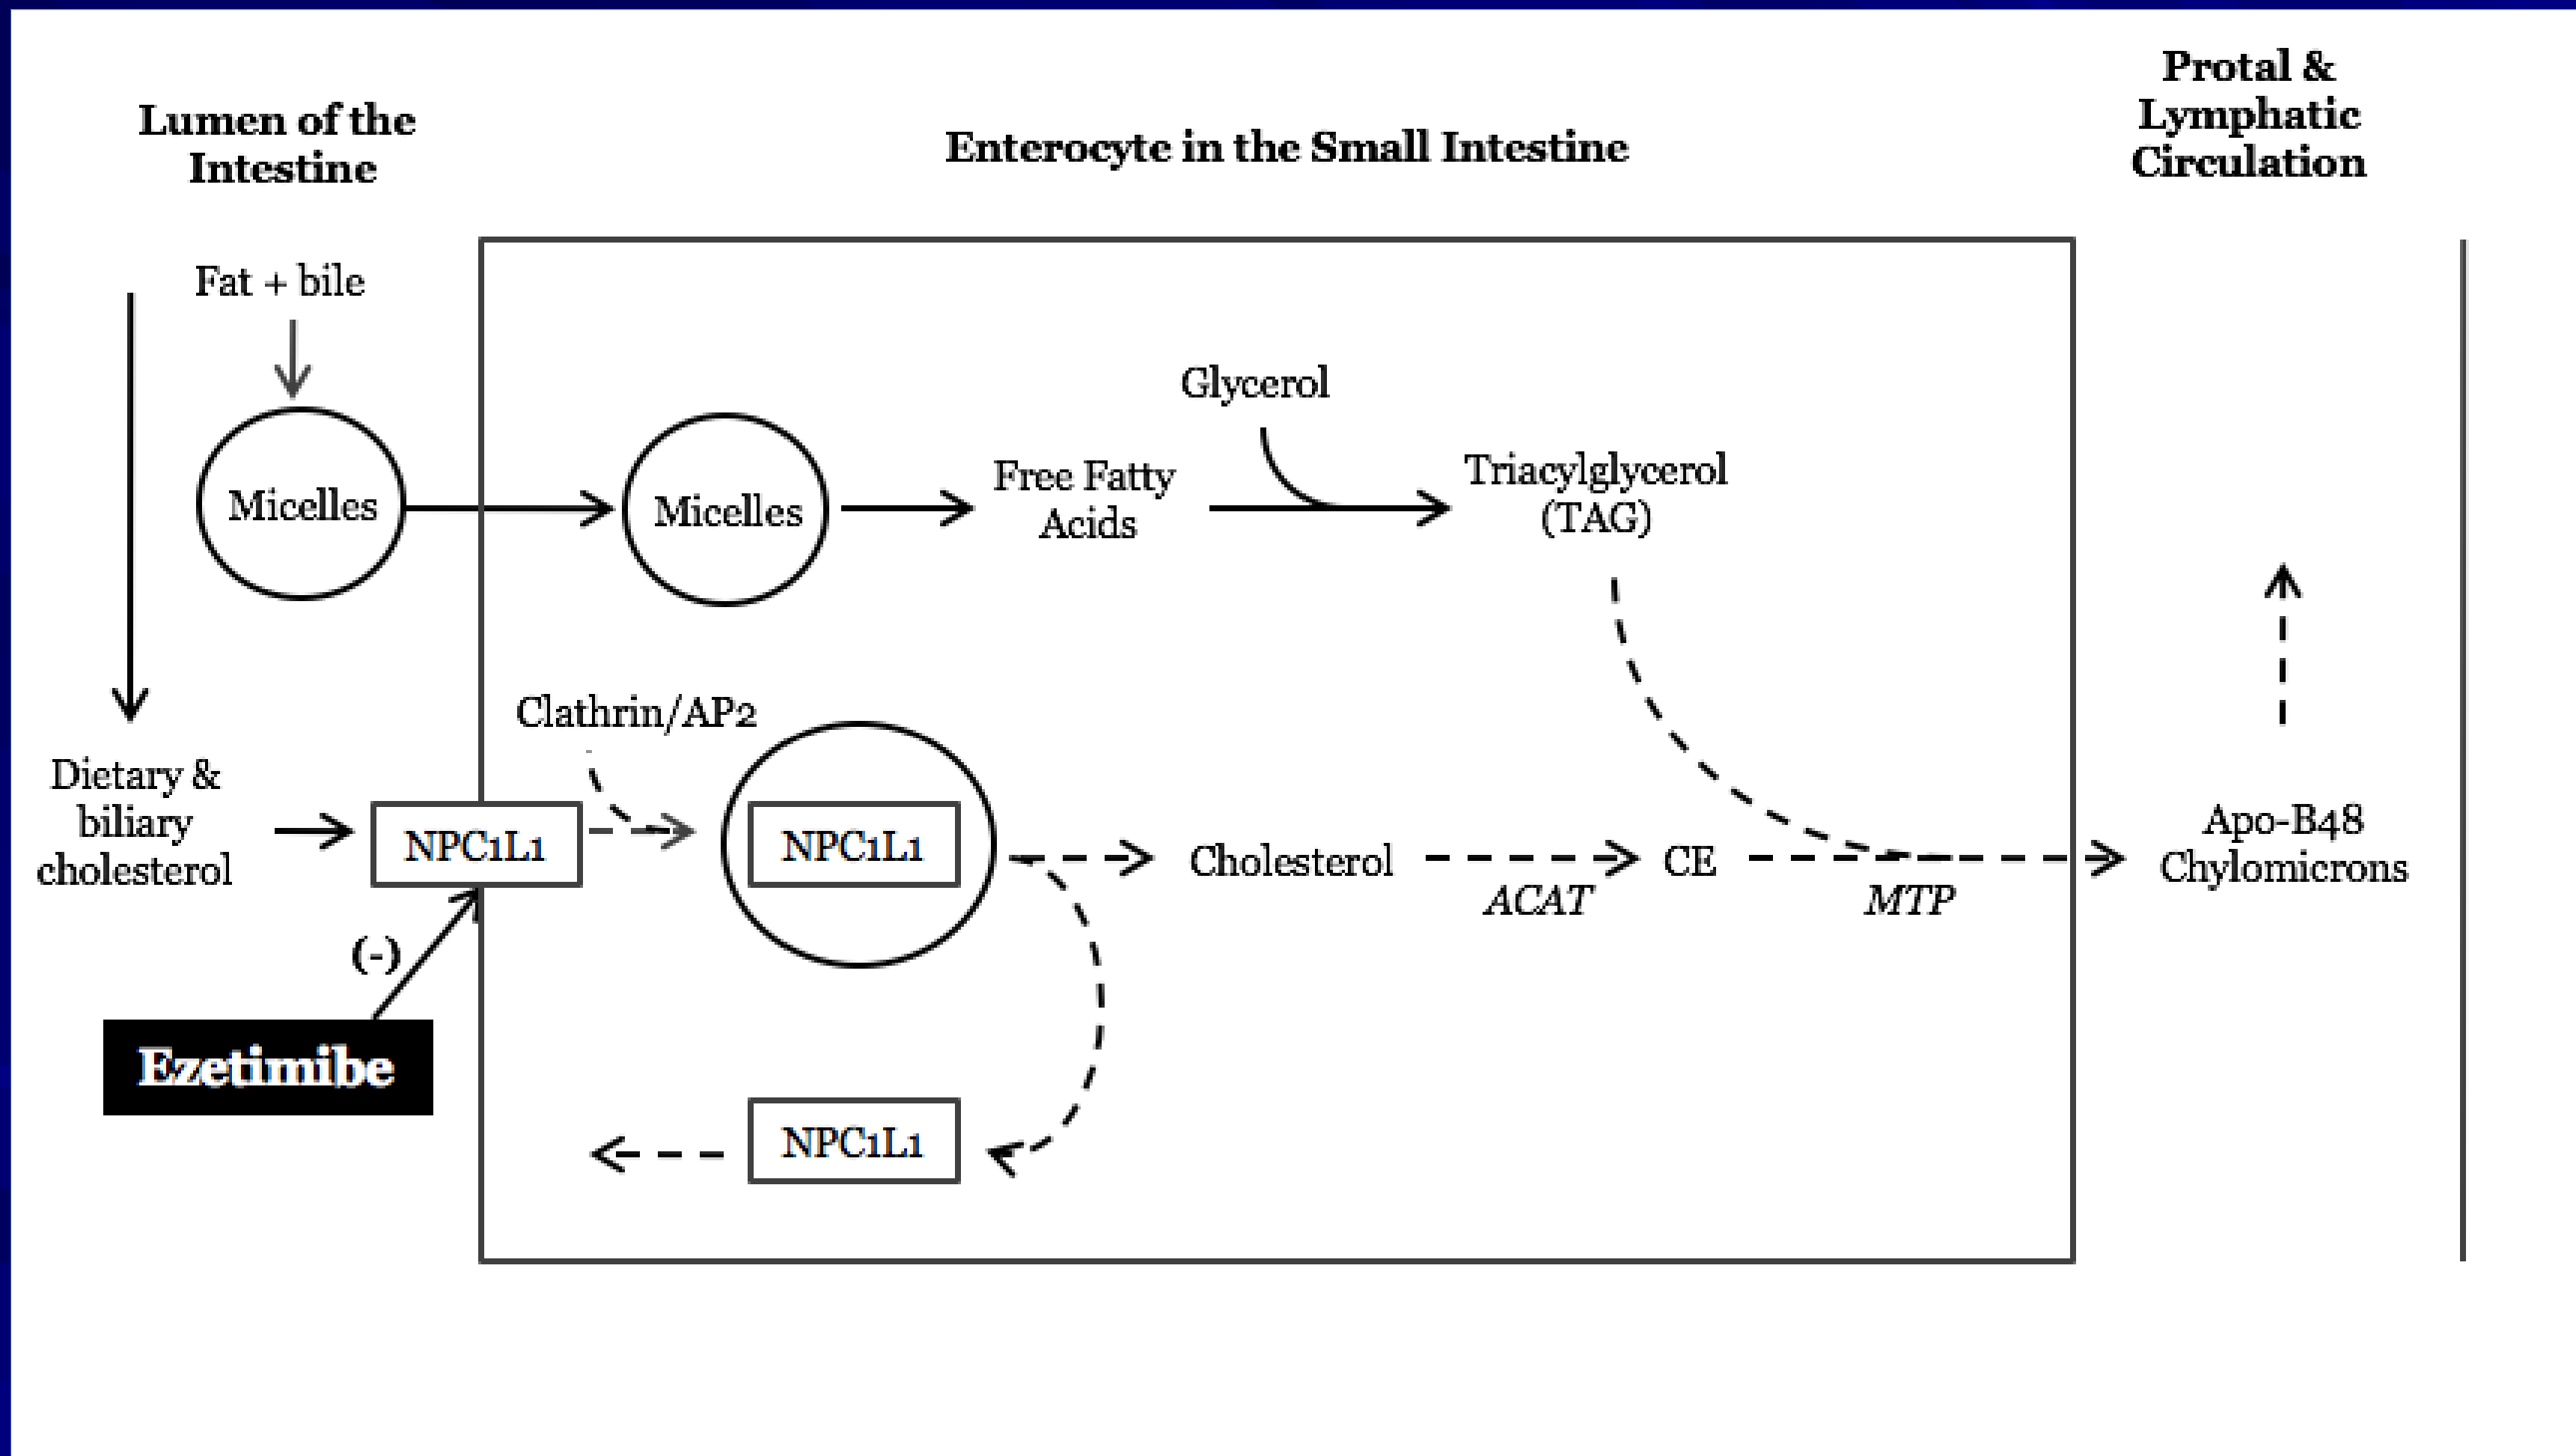 Lumen of the
Intestine
Enterocyte in the Small Intestine
Protal &
Lymphatic
Circulation
Fat + bile
Micelles
Micelles
Free Fatty
Acids
Glycerol
Triacylglycerol
(TAG)
Dietary &
biliary
cholesterol
NPC1L1
Clathrin/AP2
NPC1L1
Cholesterol
ACAT
CE
MTP
Apo-B48
Chylomicrons
(-)
Ezetimibe
NPC1L1